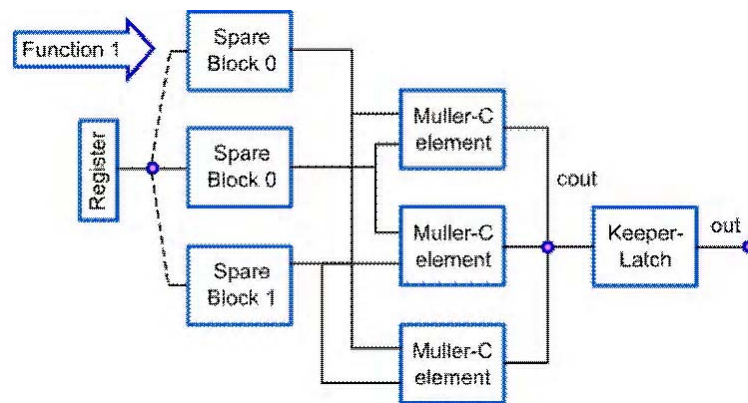 Function 1
Spare
Block 0
Register
Spare
Block 0
Spare
Block 1
Muller-C
element
Muller-C
element
Muller-C
element
cout
Keeper-
Latch
out